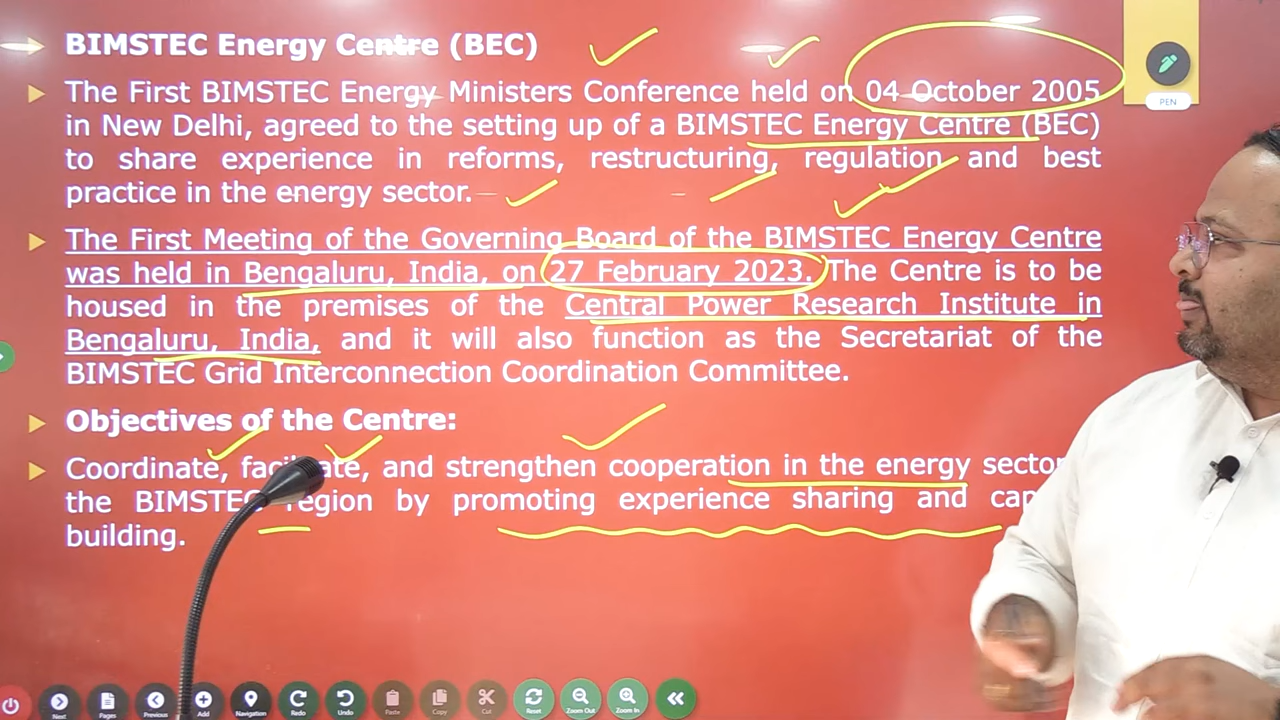 BIMSTEC Energy Centre (BEC)
PEN
The First BIMSTEC Energy Ministers Conference held on 04 October 2005
in New Delhi, agreed to the setting up of a BIMSTEC Energy Centre (BEC)
to share experience in reforms, restructuring, regulation and best
practice in the energy sector.
The First Meeting of the Governing Board of the BIMSTEC Energy Centre
was held in Bengaluru, India, on 27 February 2023. The Centre is to be
housed in the premises of the Central Power Research Institute in
Bengaluru, India, and it will also function as the Secretariat of the
BIMSTEC Grid Interconnection Coordination Committee.
Objectives of the Centre:
Coordinate, facilitate, and strengthen cooperation in the energy sector
the BIMSTEC region by promoting experience sharing and
building.
Next Pages Previous Add Navigation Redo Undo Paste Copy Cut Reset Zoom Out Zoom In